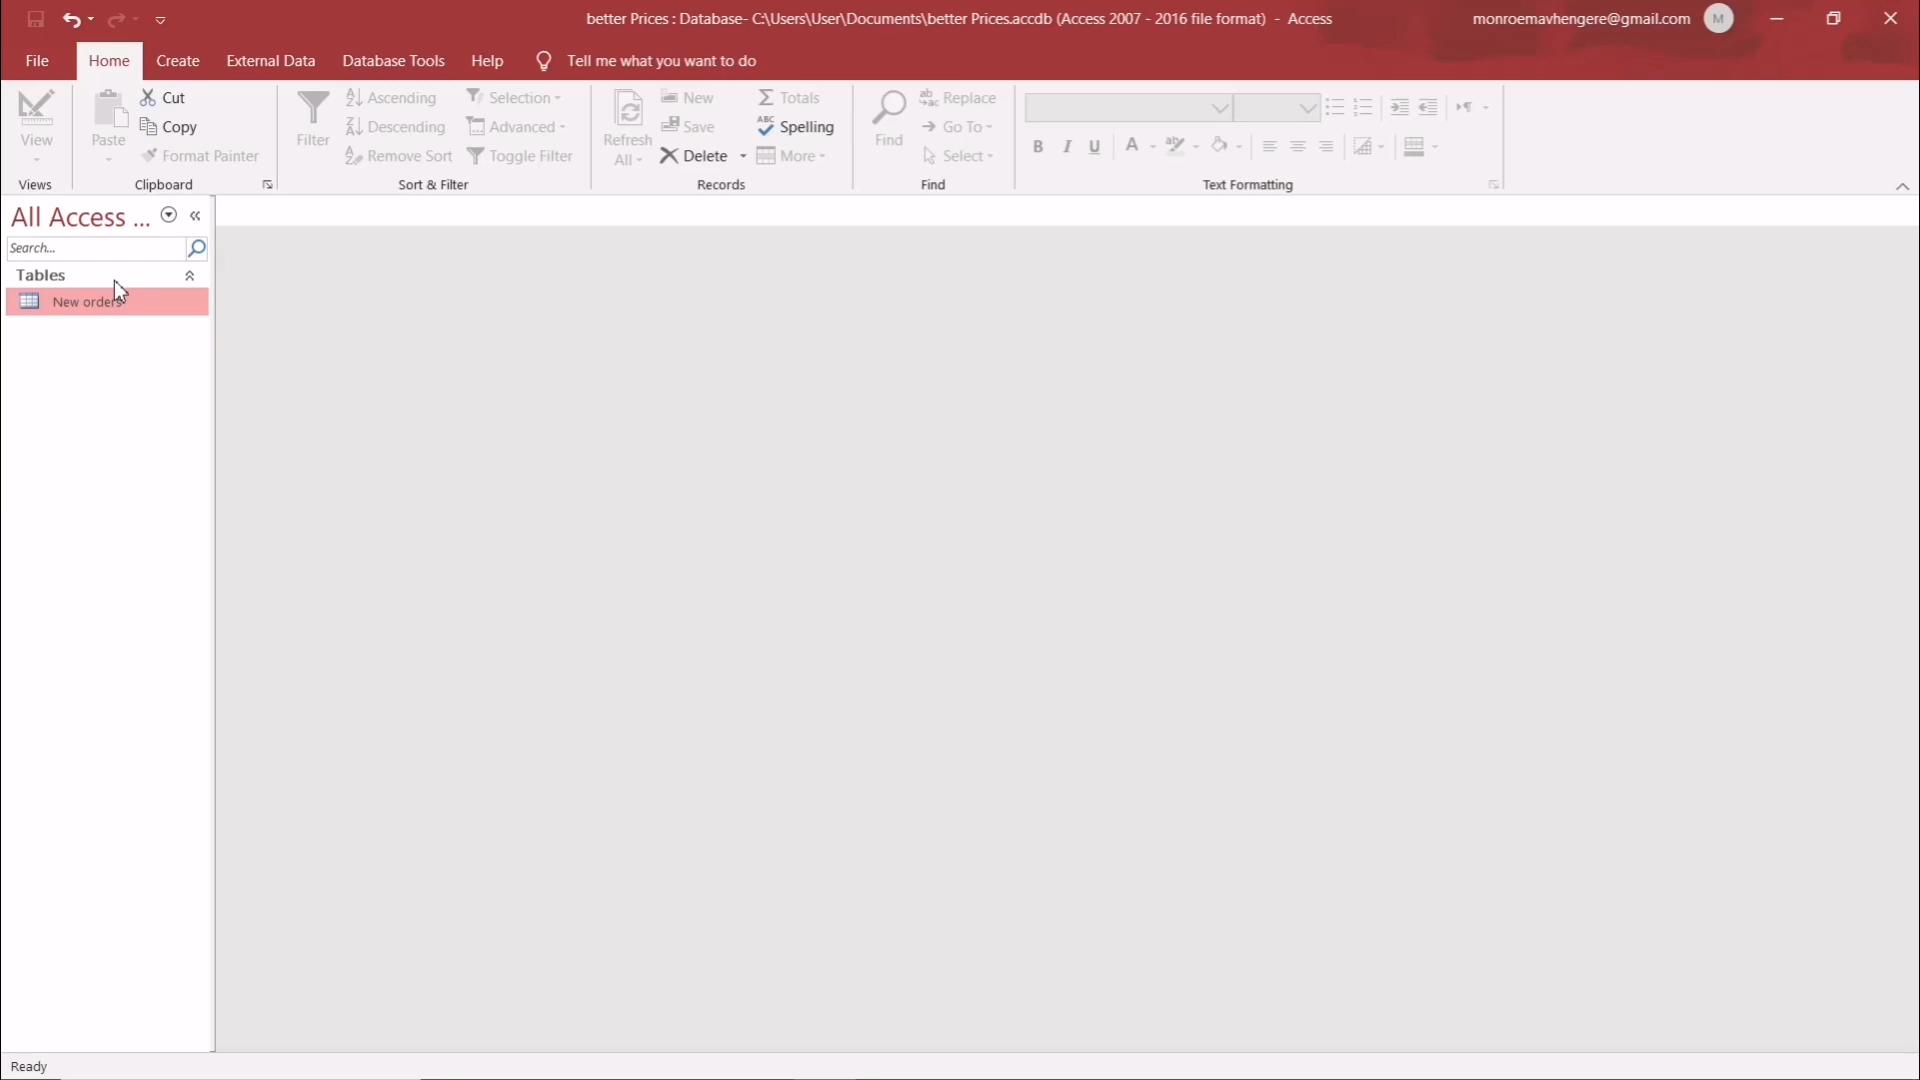 better Prices : Database- C:\Users\User\Documents\better Prices.accdb (Access 2007 - 2016 file format) - Access
monroemavhengere@gmail.com M
File Home Create External Data Database Tools Help Tell me what you want to do
View
Views
Paste
Cut
Copy
Format Painter
Clipboard
Filter
Ascending
Descending
Remove Sort
Selection
Advanced
Toggle Filter
Sort & Filter
Refresh
All
New
Save
Delete
Totals
Spelling
More
Records
Find
Replace
Go To
Select
Find
B I U A
Text Formatting
All Access ...
Search...
Tables
New orders
Ready